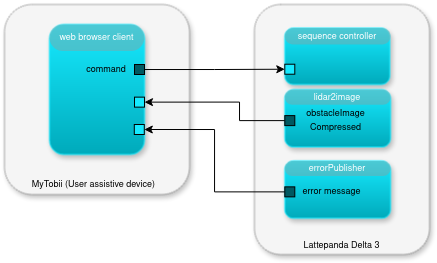 web browser client
command
MyTobii (User assistive device)
sequence controller
lidar2image
obstacleImage
Compressed
errorPublisher
error message
Lattepanda Delta 3